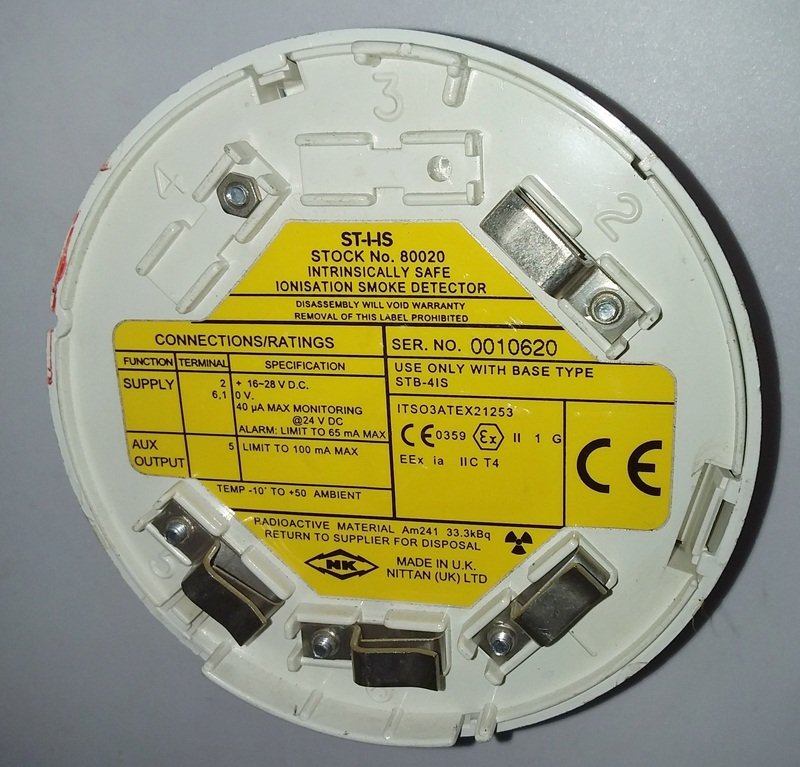 3
4
2
ST-I-IS
STOCK No. 80020
INTRINSICALLY SAFE
IONISATION SMOKE DETECTOR
DISASSEMBLY WILL VOID WARRANTY
REMOVAL OF THIS LABEL PROHIBITED
CONNECTIONS/RATINGS
FUNCTION TERMINAL SPECIFICATION
SUPPLY 2 + 16-28 V D.C.
6,1 0 V.
40 µA MAX MONITORING
@24 V DC
ALARM: LIMIT TO 65 mA MAX
AUX OUTPUT 5 LIMIT TO 100 mA MAX
TEMP -10° TO +50 AMBIENT
SER. NO. 0010620
USE ONLY WITH BASE TYPE
STB-4IS
ITSO3ATEX21253
CE 0359 Ex II 1 G
EEx ia IIC T4
CE
RADIOACTIVE MATERIAL Am241 33.3kBq
RETURN TO SUPPLIER FOR DISPOSAL
NK
MADE IN U.K.
NITTAN (UK) LTD
5